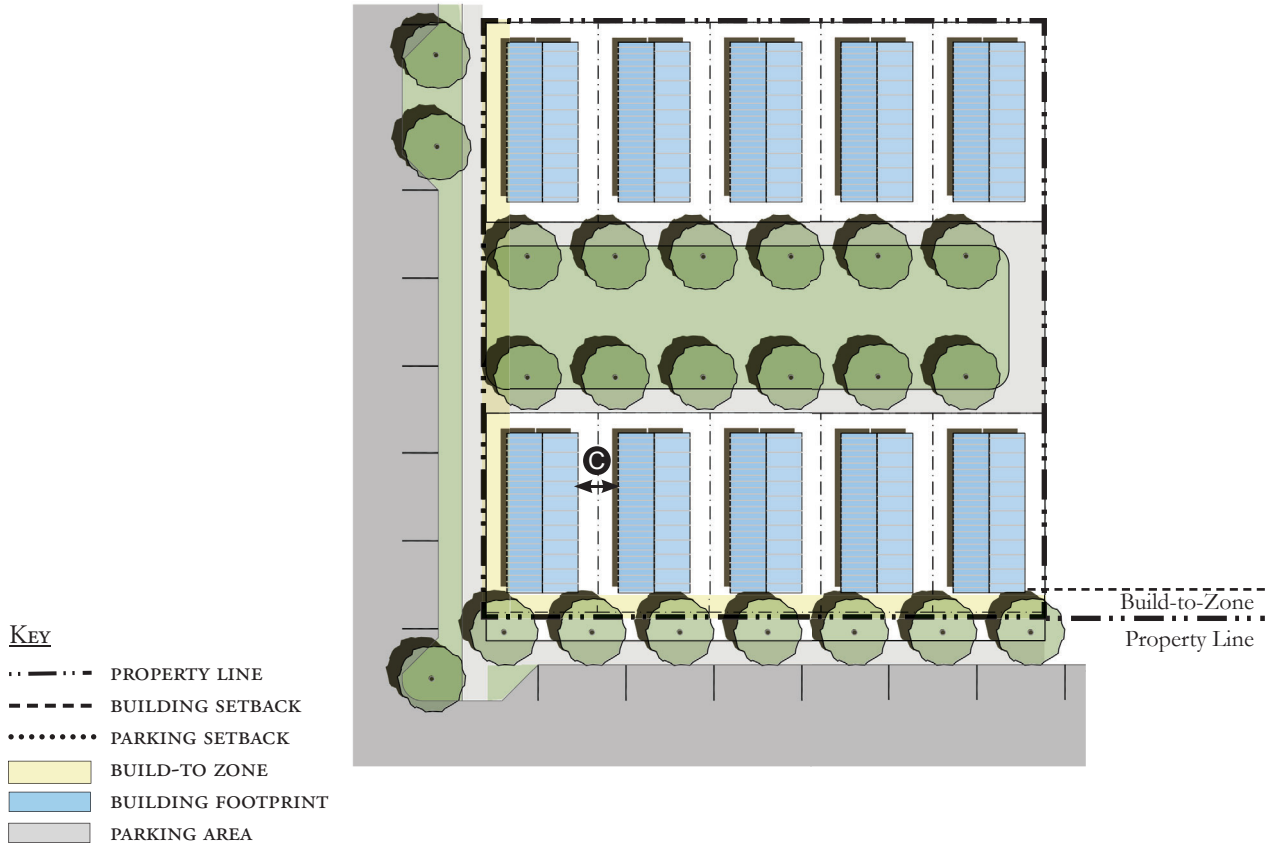 C
Build-to-Zone
Property Line
Key
property line
building setback
parking setback
build-to zone
building footprint
parking area